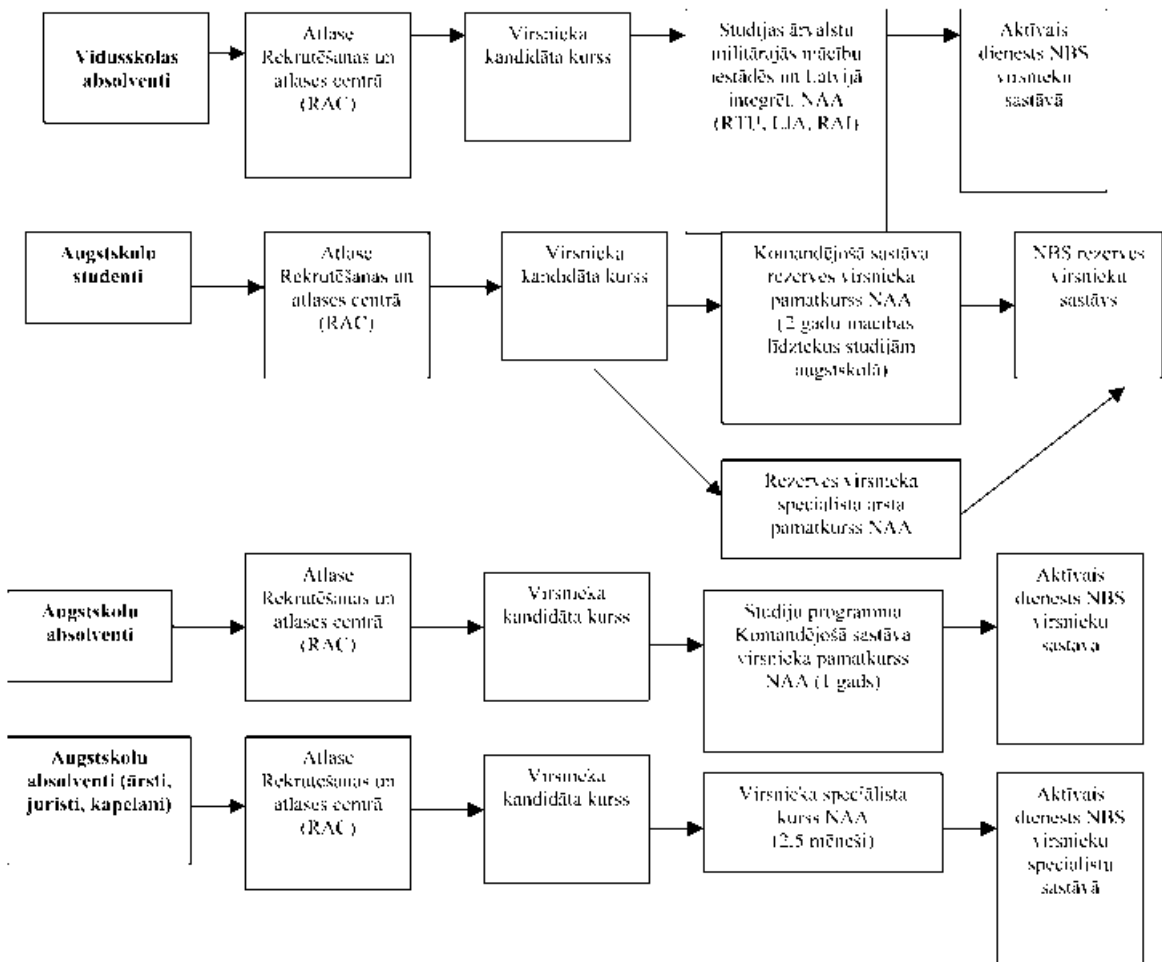 Vidusskolas
absolventi
Atlase
Rekrutēšanas un
atlases centrā
(RAC)
Virsnieka
kandidāta kurss
Studijas ārvalstu
militārajās mācību
iestādēs un Latvijā
integrēt. NAA
(RTU, LJA, RAI)
Aktīvais
dienests NBS
virsnieku
sastāvā
Augstskolu
studenti
Atlase
Rekrutēšanas un
atlases centrā
(RAC)
Virsnieka
kandidāta kurss
Komandējošā sastāva
rezerves virsnieka
pamatkurss NAA
(2 gadu mācības
līdztekus studijām
augstskolā)
NBS rezerves
virsnieku
sastāvs
Rezerves virsnieka
speciālista ārsta
pamatkurss NAA
Augstskolu
absolventi
Atlase
Rekrutēšanas un
atlases centrā
(RAC)
Virsnieka
kandidāta kurss
Studiju programma
Komandējošā sastāva
virsnieka pamatkurss
NAA (1 gads)
Aktīvais
dienests NBS
virsnieku
sastāvā
Augstskolu
absolventi (ārsti,
juristi, kapelani)
Atlase
Rekrutēšanas un
atlases centrā
(RAC)
Virsnieka
kandidāta kurss
Virsnieka speciālista
kurss NAA
(2.5 mēneši)
Aktīvais
dienests NBS
virsnieku
speciālistu
sastāvā